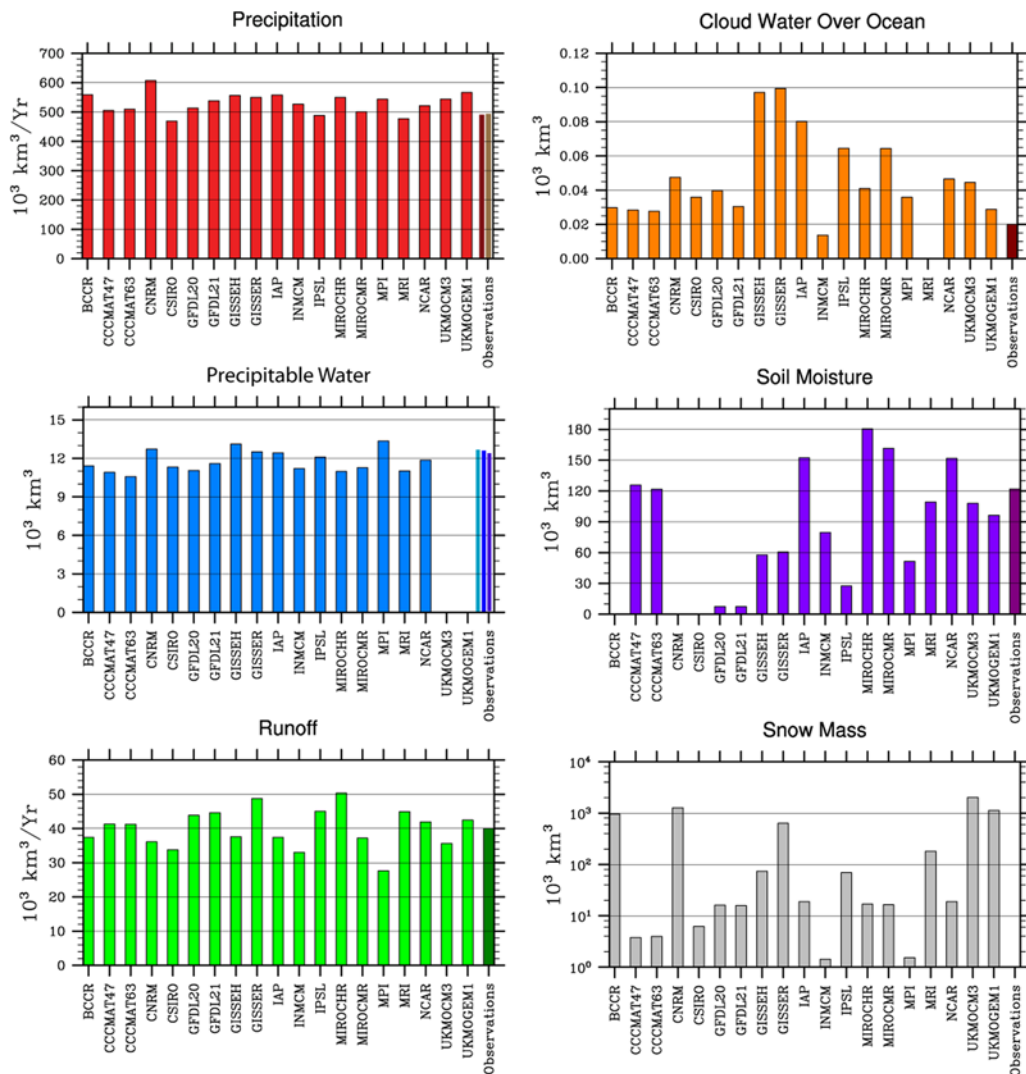 Precipitation
10³ km³/Yr
700
600
500
400
300
200
100
0
BCCR
CCCMAT47
CCCMAT63
CNRM
CSIRO
GFDL20
GFDL21
GISSEH
GISSER
IAP
INMCM
IPSL
MIROCHR
MIROCMR
MPI
MRI
NCAR
UKMOCM3
UKMOGEM1
Observations
Cloud Water Over Ocean
10³ km³
0.12
0.10
0.08
0.06
0.04
0.02
0.00
BCCR
CCCMAT47
CCCMAT63
CNRM
CSIRO
GFDL20
GFDL21
GISSEH
GISSER
IAP
INMCM
IPSL
MIROCHR
MIROCMR
MPI
MRI
NCAR
UKMOCM3
UKMOGEM1
Observations
Precipitable Water
10³ km³
15
12
9
6
3
0
BCCR
CCCMAT47
CCCMAT63
CNRM
CSIRO
GFDL20
GFDL21
GISSEH
GISSER
IAP
INMCM
IPSL
MIROCHR
MIROCMR
MPI
MRI
NCAR
UKMOCM3
UKMOGEM1
Observations
Soil Moisture
10³ km³
180
150
120
90
60
30
0
BCCR
CCCMAT47
CCCMAT63
CNRM
CSIRO
GFDL20
GFDL21
GISSEH
GISSER
IAP
INMCM
IPSL
MIROCHR
MIROCMR
MPI
MRI
NCAR
UKMOCM3
UKMOGEM1
Observations
Runoff
10³ km³/Yr
60
50
40
30
20
10
0
BCCR
CCCMAT47
CCCMAT63
CNRM
CSIRO
GFDL20
GFDL21
GISSEH
GISSER
IAP
INMCM
IPSL
MIROCHR
MIROCMR
MPI
MRI
NCAR
UKMOCM3
UKMOGEM1
Observations
Snow Mass
10³ km³
10⁴
10³
10²
10¹
10⁰
BCCR
CCCMAT47
CCCMAT63
CNRM
CSIRO
GFDL20
GFDL21
GISSEH
GISSER
IAP
INMCM
IPSL
MIROCHR
MIROCMR
MPI
MRI
NCAR
UKMOCM3
UKMOGEM1
Observations